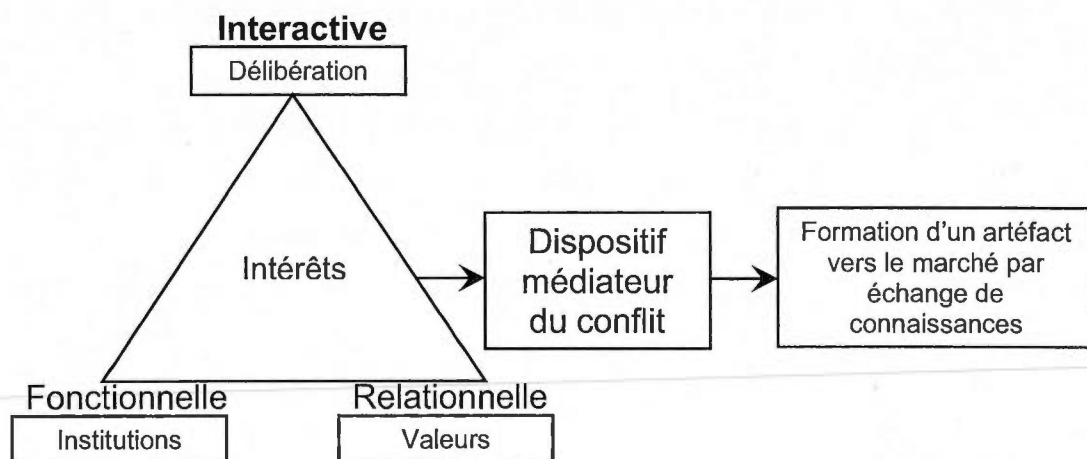 Interactive
Délibération
Intérêts
Dispositif
médiateur
du conflit
Formation d'un artéfact
vers le marché par
échange de
connaissances
Fonctionnelle
Institutions
Relationnelle
Valeurs